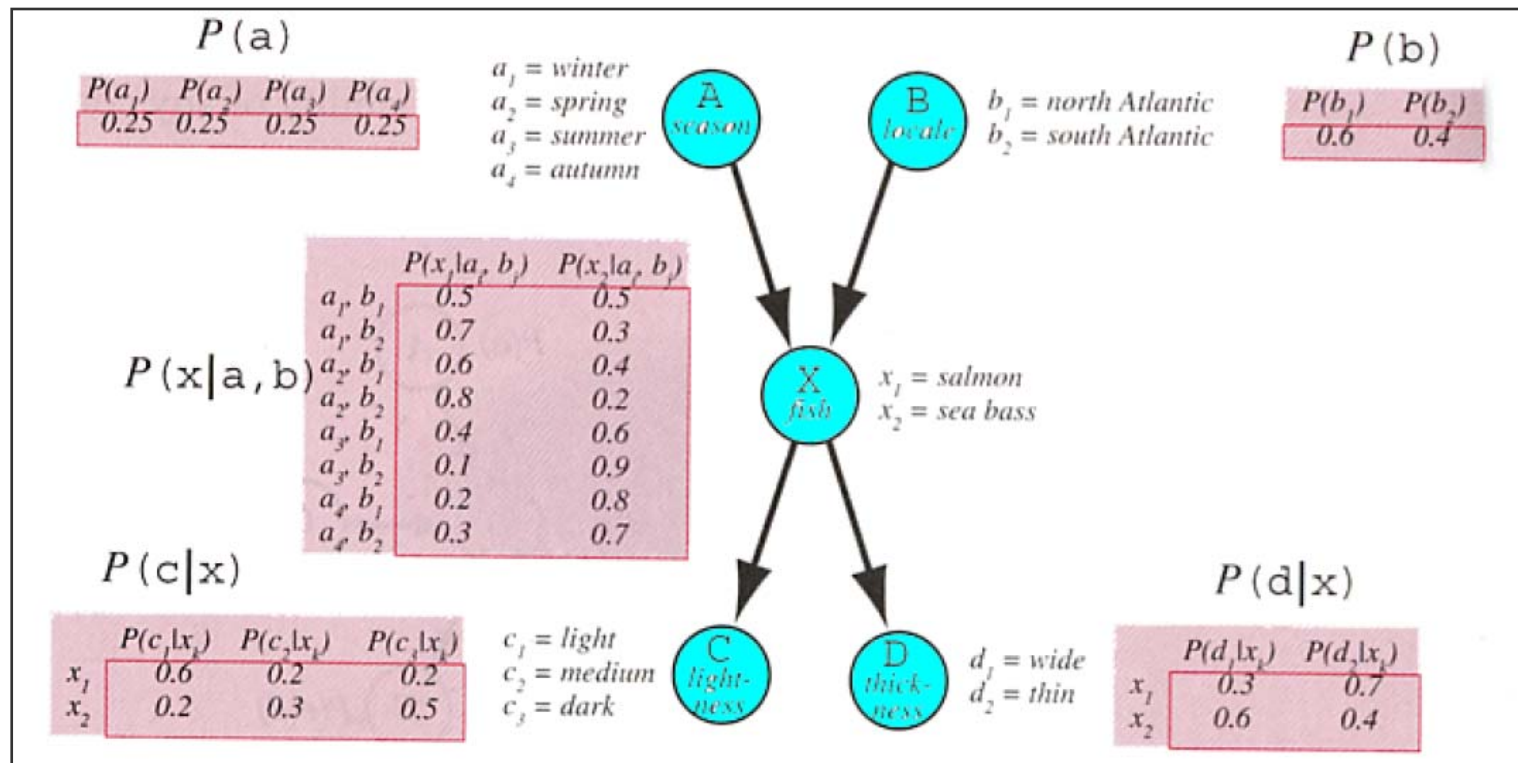 P(a)
P(a₁) P(a₂) P(a₃) P(a₄)
0.25 0.25 0.25 0.25
a₁ = winter
a₂ = spring
a₃ = summer
a₄ = autumn
A
season
B
locale
b₁ = north Atlantic
b₂ = south Atlantic
P(b)
P(b₁) P(b₂)
0.6 0.4
P(x|a,b)
P(x₁|aᵢ, bⱼ) P(x₂|aᵢ, bⱼ)
a₁, b₁ 0.5 0.5
a₁, b₂ 0.7 0.3
a₂, b₁ 0.6 0.4
a₂, b₂ 0.8 0.2
a₃, b₁ 0.4 0.6
a₃, b₂ 0.1 0.9
a₄, b₁ 0.2 0.8
a₄, b₂ 0.3 0.7
X
fish
x₁ = salmon
x₂ = sea bass
P(c|x)
P(c₁|xₖ) P(c₂|xₖ) P(c₃|xₖ)
x₁ 0.6 0.2 0.2
x₂ 0.2 0.3 0.5
c₁ = light
c₂ = medium
c₃ = dark
C
light-
ness
D
thick-
ness
d₁ = wide
d₂ = thin
P(d|x)
P(d₁|xₖ) P(d₂|xₖ)
x₁ 0.3 0.7
x₂ 0.6 0.4